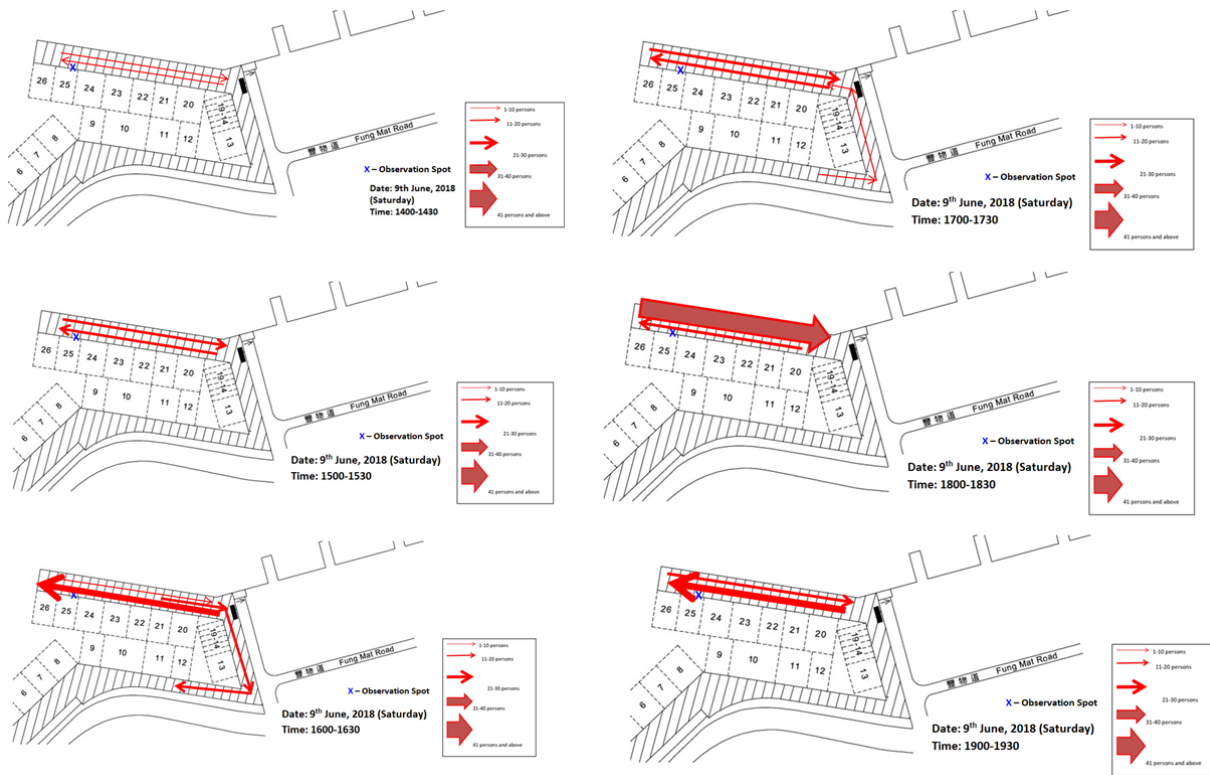 26 25 24 23 22 21 20
19-14
8 9 10 11 12 13
7
6
豐物道 Fung Mat Road
X – Observation Spot
Date: 9th June, 2018
(Saturday)
Time: 1400-1430
1-10 persons
11-20 persons
21-30 persons
31-40 persons
41 persons and above
26 25 24 23 22 21 20
19-14
8 9 10 11 12 13
7
6
豐物道 Fung Mat Road
X – Observation Spot
Date: 9th June, 2018 (Saturday)
Time: 1700-1730
1-10 persons
11-20 persons
21-30 persons
31-40 persons
41 persons and above
26 25 24 23 22 21 20
19-14
8 9 10 11 12 13
7
6
豐物道 Fung Mat Road
X – Observation Spot
Date: 9th June, 2018 (Saturday)
Time: 1500-1530
1-10 persons
11-20 persons
21-30 persons
31-40 persons
41 persons and above
26 25 24 23 22 21 20
19-14
8 9 10 11 12 13
7
6
豐物道 Fung Mat Road
X – Observation Spot
Date: 9th June, 2018 (Saturday)
Time: 1800-1830
1-10 persons
11-20 persons
21-30 persons
31-40 persons
41 persons and above
26 25 24 23 22 21 20
19-14
8 9 10 11 12 13
7
6
豐物道 Fung Mat Road
X – Observation Spot
Date: 9th June, 2018 (Saturday)
Time: 1600-1630
1-10 persons
11-20 persons
21-30 persons
31-40 persons
41 persons and above
26 25 24 23 22 21 20
19-14
8 9 10 11 12 13
7
6
豐物道 Fung Mat Road
X – Observation Spot
Date: 9th June, 2018 (Saturday)
Time: 1900-1930
1-10 persons
11-20 persons
21-30 persons
31-40 persons
41 persons and above